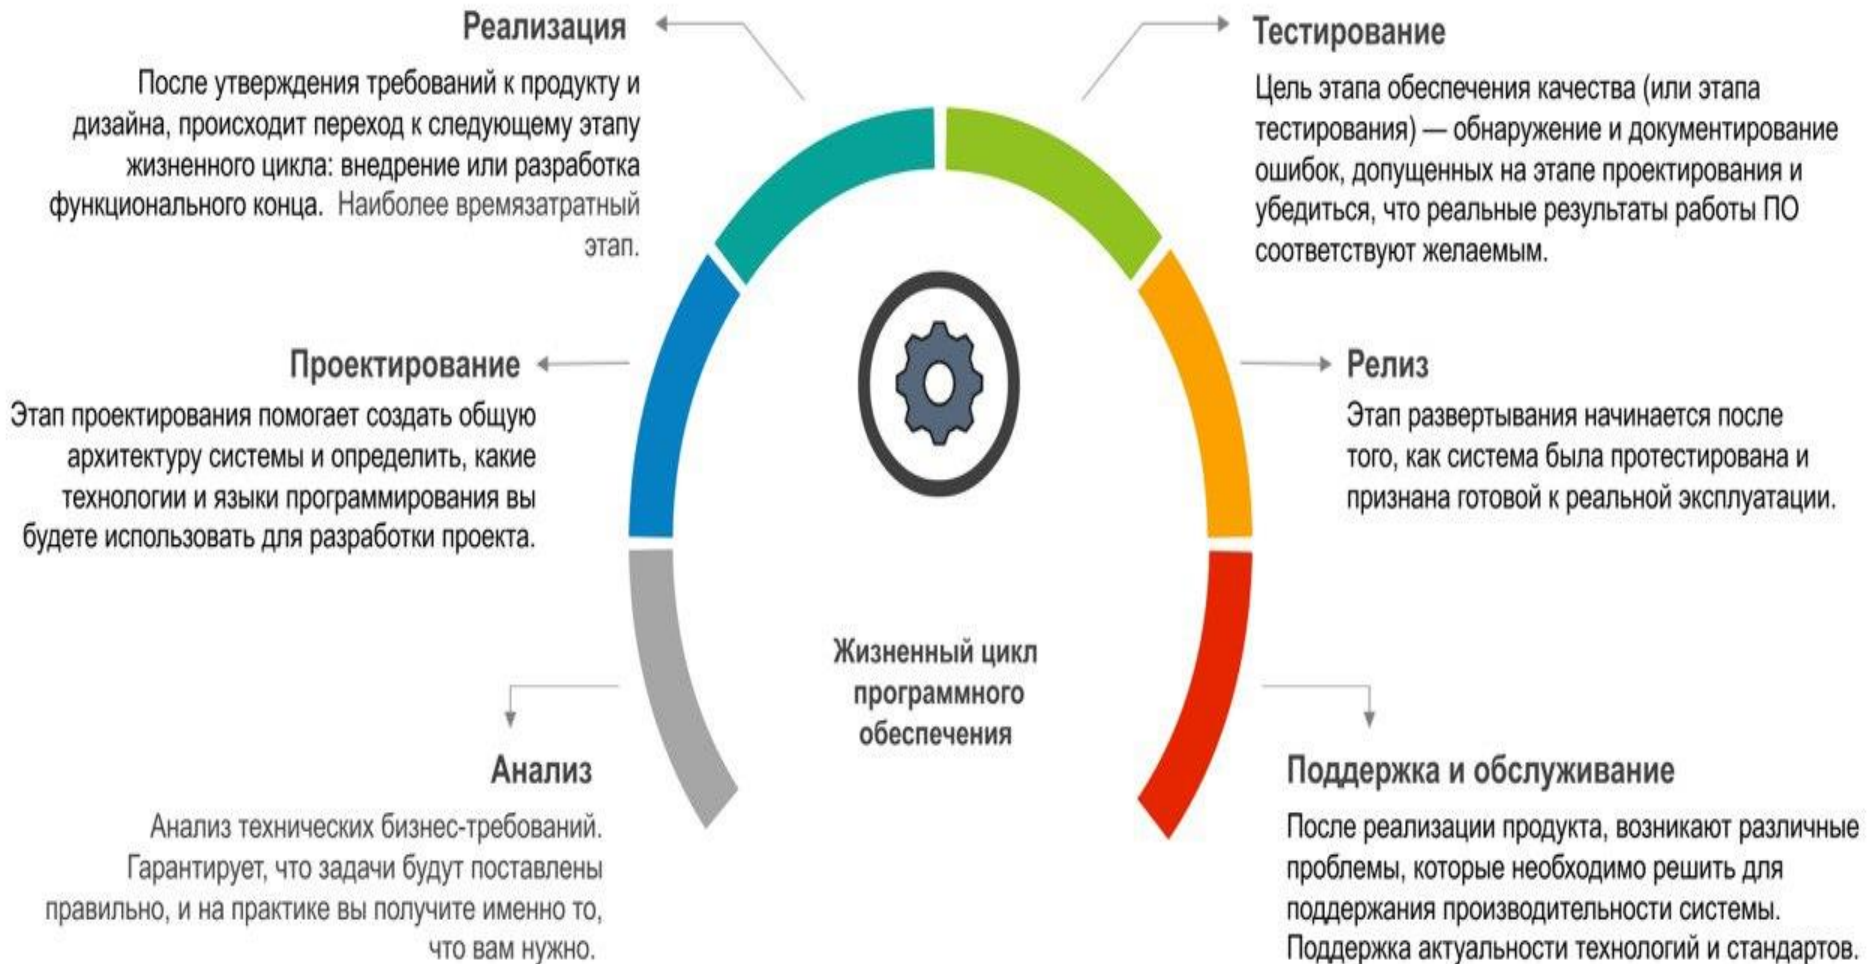 Реализация
После утверждения требований к продукту и
дизайна, происходит переход к следующему этапу
жизненного цикла: внедрение или разработка
функционального конца. Наиболее времязатратный
этап.
Тестирование
Цель этапа обеспечения качества (или этапа
тестирования) — обнаружение и документирование
ошибок, допущенных на этапе проектирования и
убедиться, что реальные результаты работы ПО
соответствуют желаемым.
Проектирование
Этап проектирования помогает создать общую
архитектуру системы и определить, какие
технологии и языки программирования вы
будете использовать для разработки проекта.
Релиз
Этап развертывания начинается после
того, как система была протестирована и
признана готовой к реальной эксплуатации.
Жизненный цикл
программного
обеспечения
Анализ
Анализ технических бизнес-требований.
Гарантирует, что задачи будут поставлены
правильно, и на практике вы получите именно то,
что вам нужно.
Поддержка и обслуживание
После реализации продукта, возникают различные
проблемы, которые необходимо решить для
поддержания производительности системы.
Поддержка актуальности технологий и стандартов.